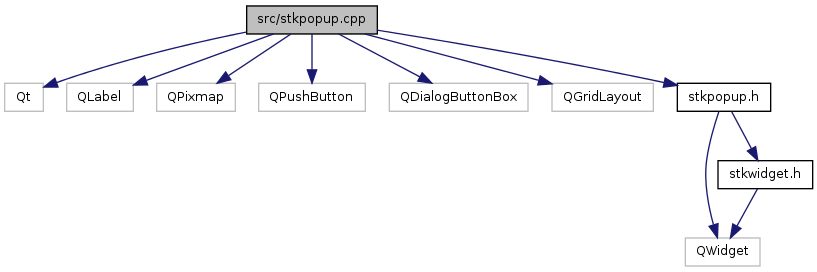 src/stkpopup.cpp
Qt
QLabel
QPixmap
QPushButton
QDialogButtonBox
QGridLayout
stkpopup.h
stkwidget.h
QWidget